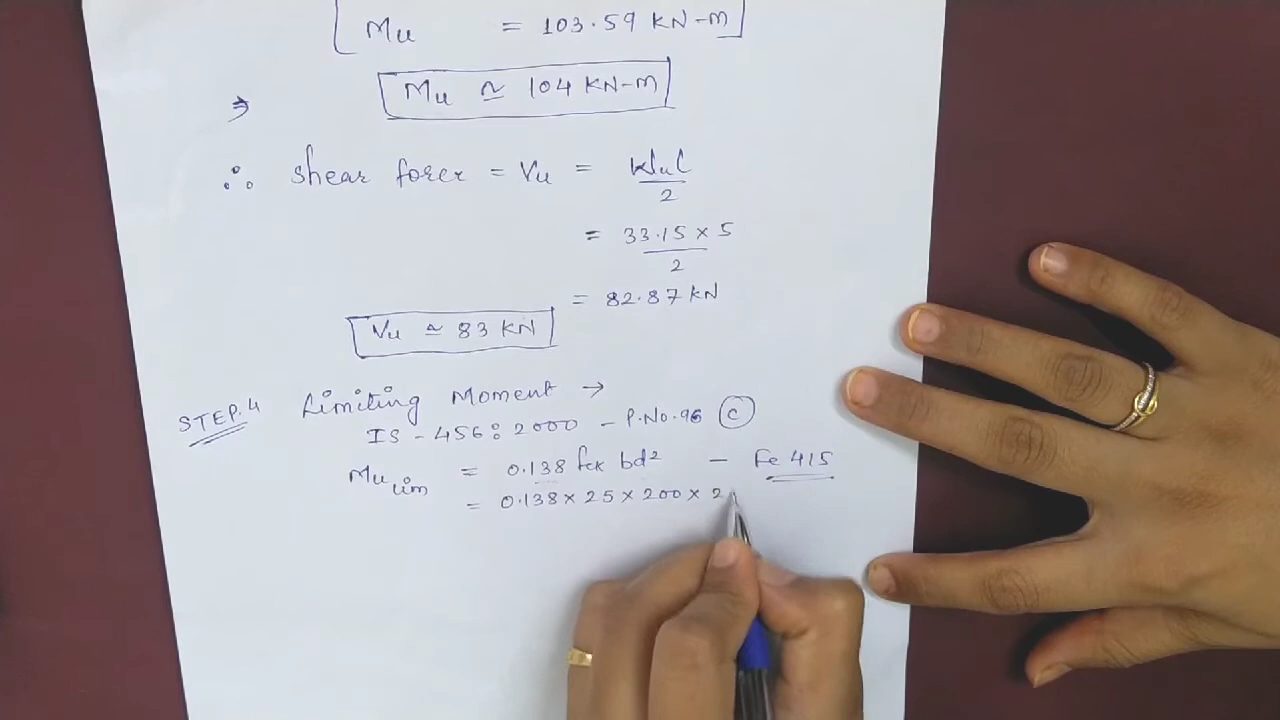 Mu = 103.59 KN-M
⇒ Mu ≃ 104 KN-M
∴ shear forcr = Vu = WuL/2
= 33.15 × 5/2
= 82.87 KN
Vu ≃ 83 KN
STEP.4 Limiting Moment →
IS-456:2000 - P.No.96 (C)
Mu lim = 0.138 fck bd² - Fe 415
= 0.138 × 25 × 200 × 2